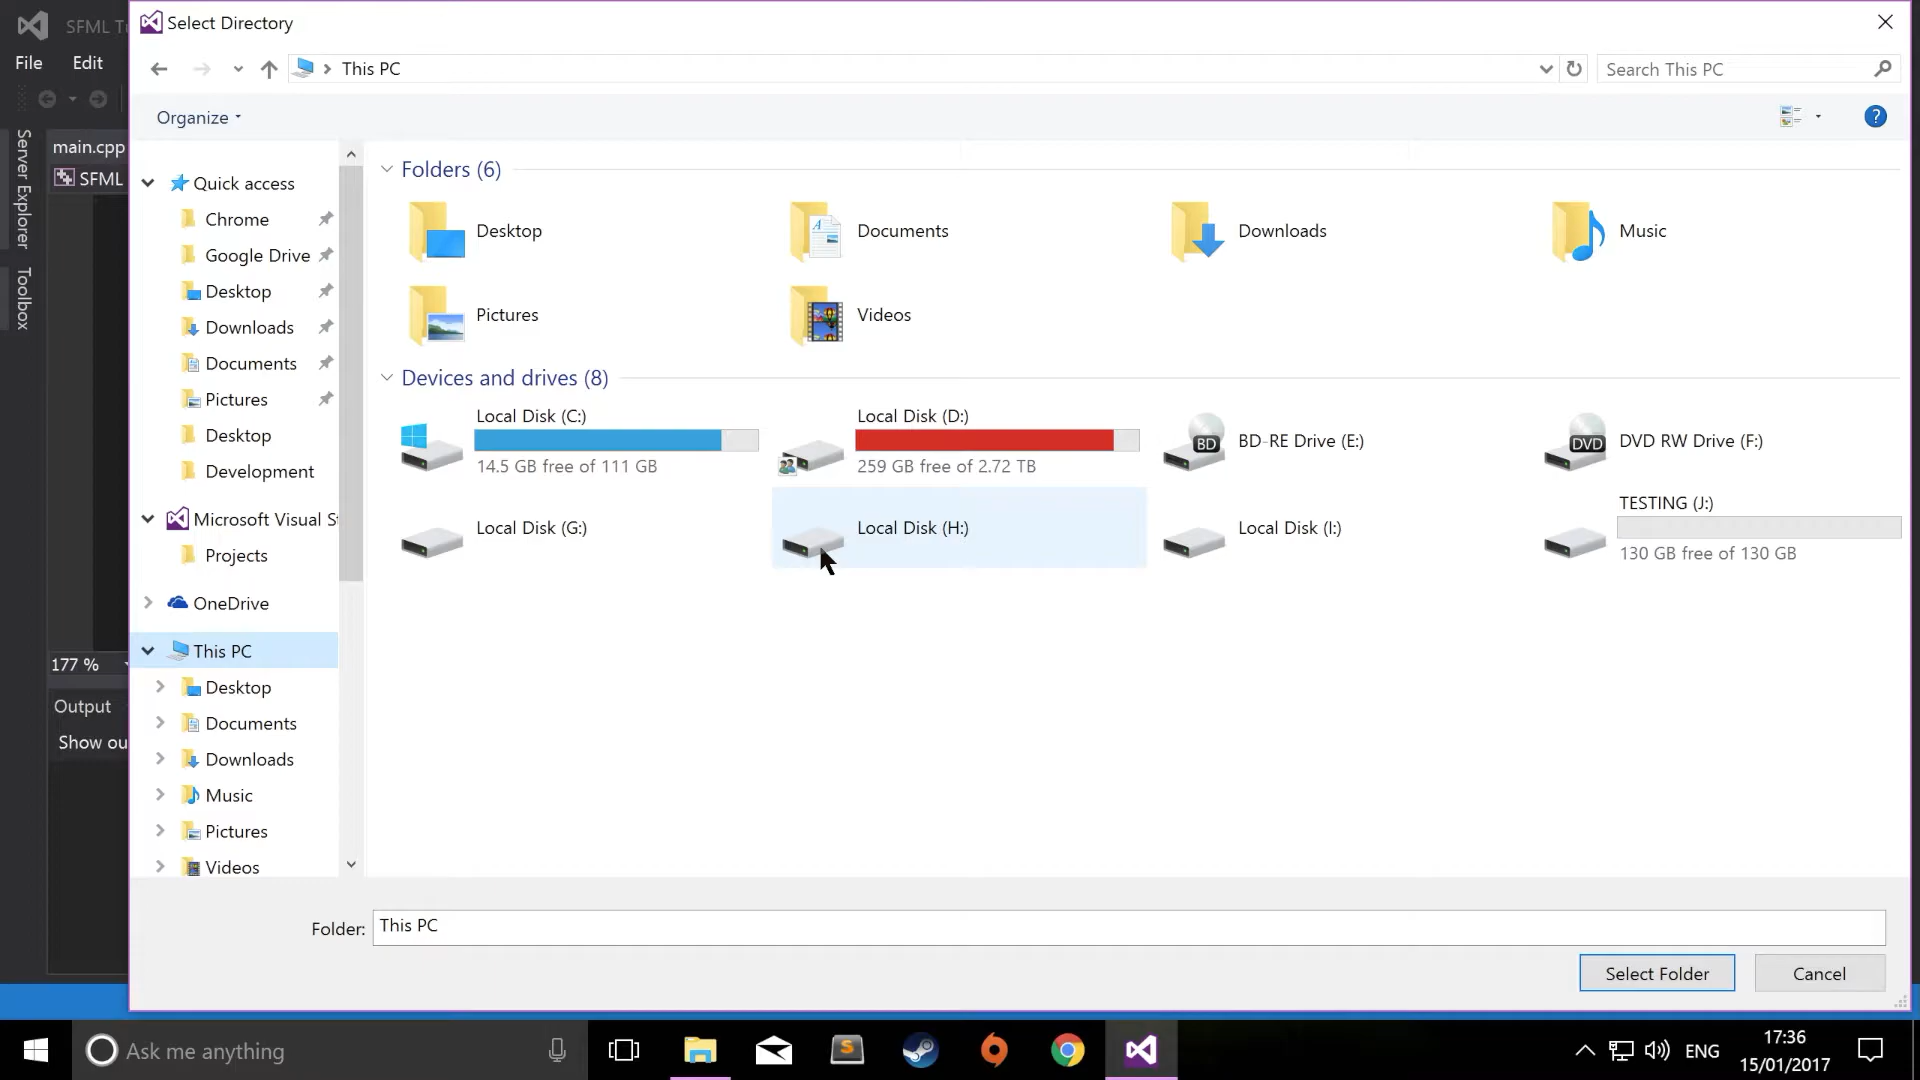 Select Directory
SFML Tu
File Edit
This PC
Search This PC
Organize
Server Explorer
Toolbox
main.cpp
SFML
177 %
Output
Show ou
Quick access
Chrome
Google Drive
Desktop
Downloads
Documents
Pictures
Desktop
Development
Microsoft Visual St
Projects
OneDrive
This PC
Desktop
Documents
Downloads
Music
Pictures
Videos
Folders (6)
Desktop
Documents
Downloads
Music
Pictures
Videos
Devices and drives (8)
Local Disk (C:)
14.5 GB free of 111 GB
Local Disk (D:)
259 GB free of 2.72 TB
BD
BD-RE Drive (E:)
DVD
DVD RW Drive (F:)
Local Disk (G:)
Local Disk (H:)
Local Disk (I:)
TESTING (J:)
130 GB free of 130 GB
Folder: This PC
Select Folder
Cancel
Ask me anything
ENG
17:36
15/01/2017